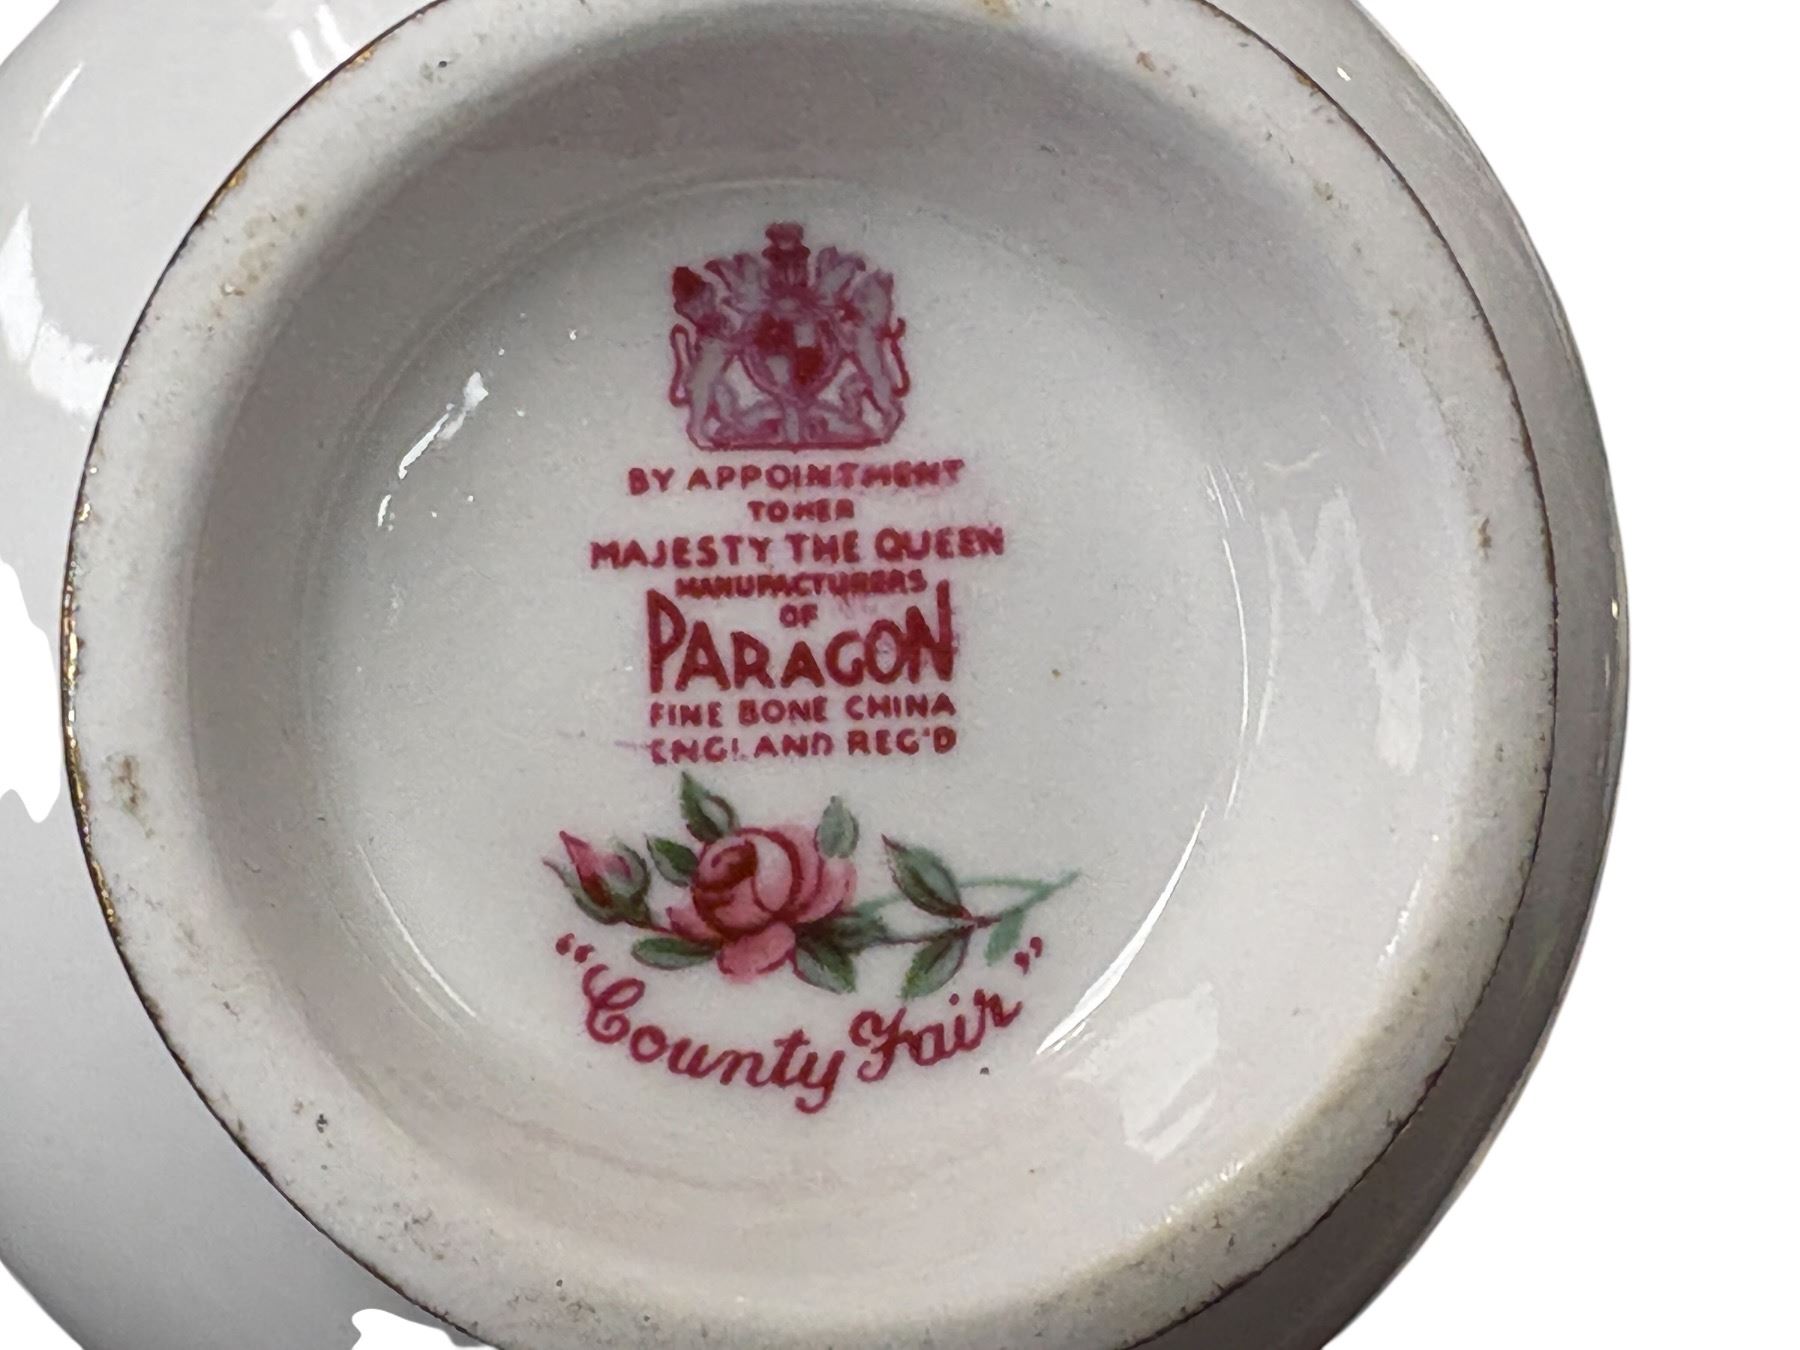 BY APPOINTMENT
TO HER
MAJESTY THE QUEEN
MANUFACTURERS
OF
PARAGON
FINE BONE CHINA
ENGLAND REG'D
"County Fair"